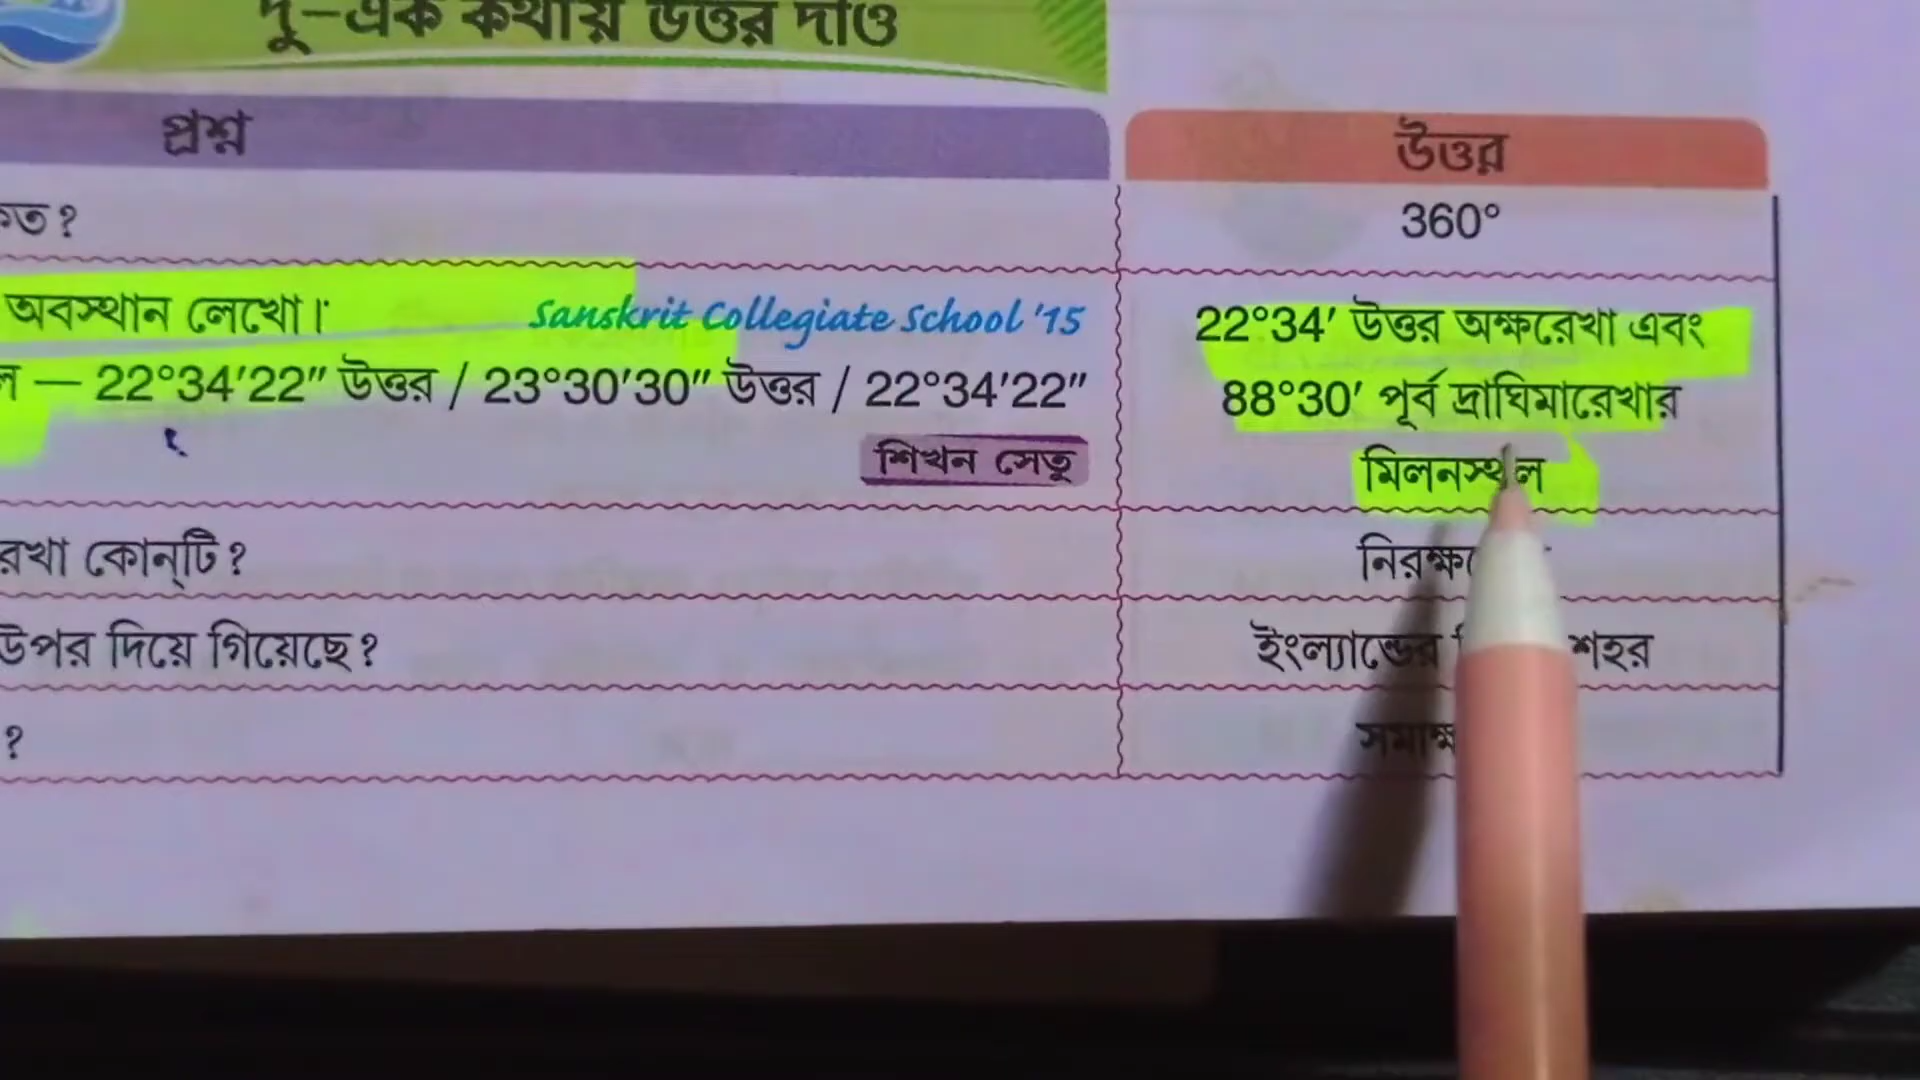 দু-এক কথায় উত্তর দাও
প্রশ্ন
উত্তর
কত?
360°
অবস্থান লেখো।
Sanskrit Collegiate School '15
— 22°34′22″ উত্তর / 23°30′30″ উত্তর / 22°34′22″
শিখন সেতু
22°34′ উত্তর অক্ষরেখা এবং
88°30′ পূর্ব দ্রাঘিমারেখার
মিলনস্থল
কোন্‌টি?
উপর দিয়ে গিয়েছে?
ইংল্যান্ডের শহর
?